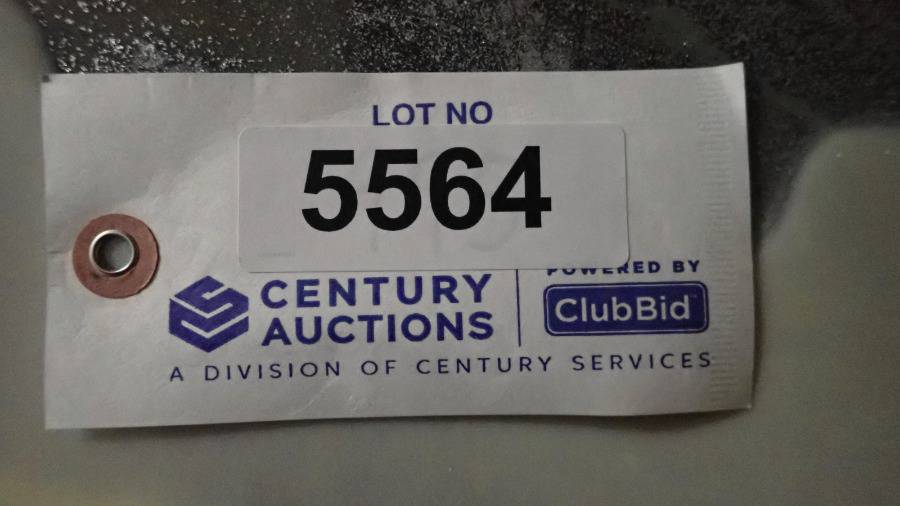 LOT NO
5564
CENTURY
AUCTIONS
POWERED BY
ClubBid
A DIVISION OF CENTURY SERVICES